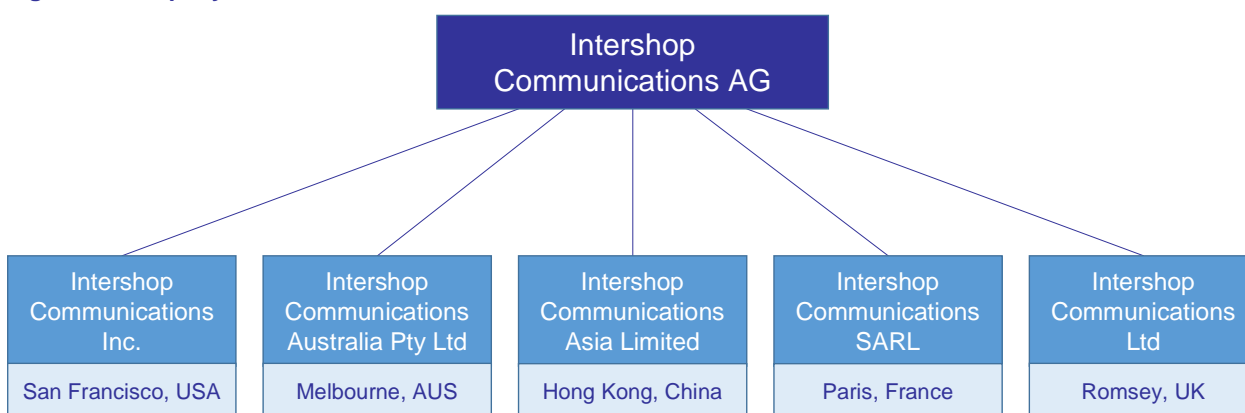 Intershop
Communications AG
Intershop
Communications
Inc.
San Francisco, USA
Intershop
Communications
Australia Pty Ltd
Melbourne, AUS
Intershop
Communications
Asia Limited
Hong Kong, China
Intershop
Communications
SARL
Paris, France
Intershop
Communications
Ltd
Romsey, UK